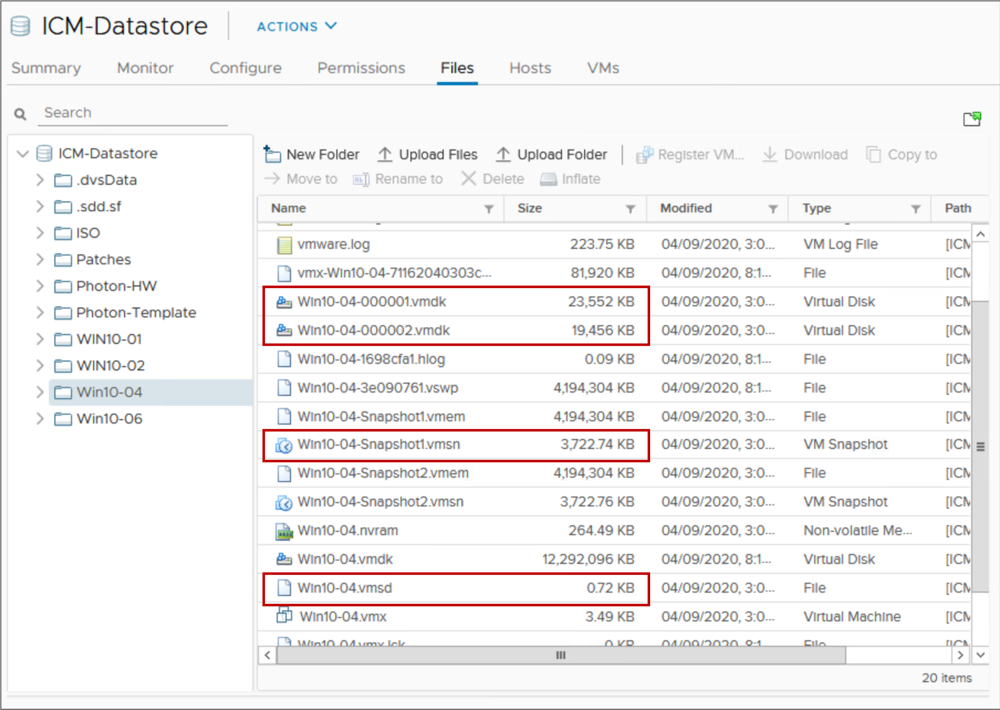 ICM-Datastore ACTIONS
Summary Monitor Configure Permissions Files Hosts VMs
Search
ICM-Datastore
.dvsData
.sdd.sf
ISO
Patches
Photon-HW
Photon-Template
WIN10-01
WIN10-02
Win10-04
Win10-06
New Folder Upload Files Upload Folder Register VM... Download Copy to
Move to Rename to Delete Inflate
Name Size Modified Type Path
vmware.log 223.75 KB 04/09/2020, 3:0... VM Log File [ICM
vmx-Win10-04-71162040303c... 81,920 KB 04/09/2020, 8:1... File [ICM
Win10-04-000001.vmdk 23,552 KB 04/09/2020, 3:0... Virtual Disk [ICM
Win10-04-000002.vmdk 19,456 KB 04/09/2020, 3:0... Virtual Disk [ICM
Win10-04-1698cfa1.hlog 0.09 KB 04/09/2020, 8:1... File [ICM
Win10-04-3e090761.vswp 4,194,304 KB 04/09/2020, 8:1... File [ICM
Win10-04-Snapshot1.vmem 4,194,304 KB 04/09/2020, 3:0... File [ICM
Win10-04-Snapshot1.vmsn 3,722.74 KB 04/09/2020, 3:0... VM Snapshot [ICM
Win10-04-Snapshot2.vmem 4,194,304 KB 04/09/2020, 3:0... File [ICM
Win10-04-Snapshot2.vmsn 3,722.76 KB 04/09/2020, 3:0... VM Snapshot [ICM
Win10-04.nvram 264.49 KB 04/09/2020, 3:0... Non-volatile Me... [ICM
Win10-04.vmdk 12,292,096 KB 04/09/2020, 8:1... Virtual Disk [ICM
Win10-04.vmsd 0.72 KB 04/09/2020, 3:0... File [ICM
Win10-04.vmx 3.49 KB 04/09/2020, 3:0... Virtual Machine [ICM
Win10-04.vmx.lck 0 KB 04/09/2020, 8:1... File [ICM
20 items